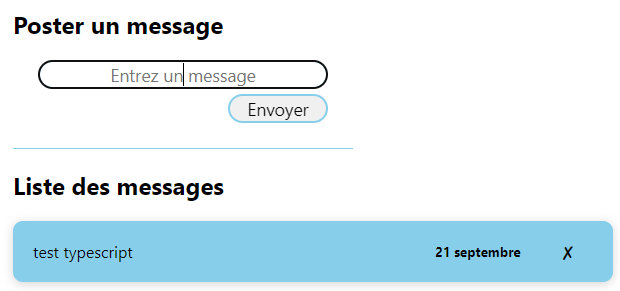 Poster un message
Entrez un message
Envoyer
Liste des messages
test typescript 21 septembre ✗